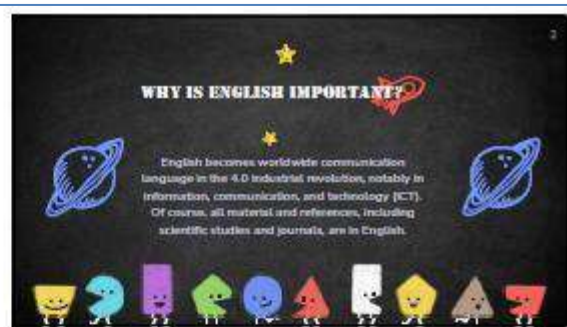 2
WHY IS ENGLISH IMPORTANT?
English becomes worldwide communication
language in the 4.0 industrial revolution, notably in
information, communication, and technology (ICT).
Of course, all material and references, including
scientific studies and journals, are in English.